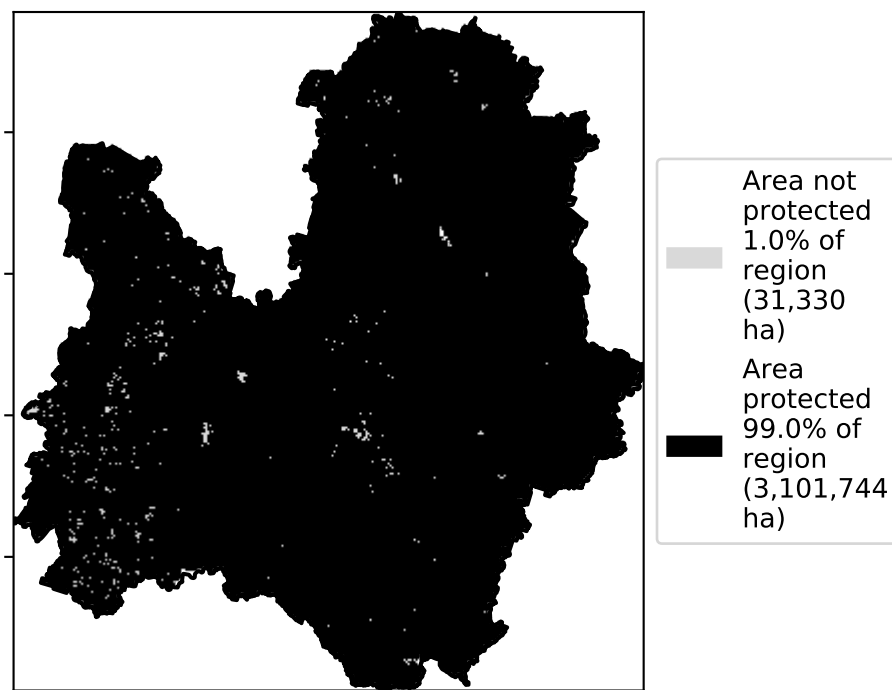 Area not
protected
1.0% of
region
(31,330
ha)
Area
protected
99.0% of
region
(3,101,744
ha)